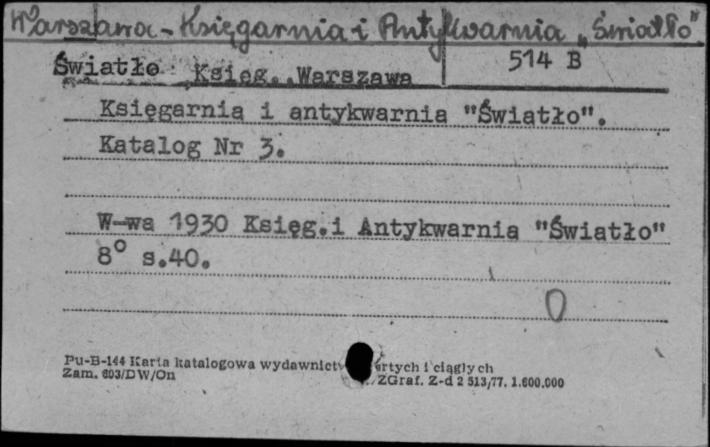 Warszawa - Księgarnia i Antykwarnia „Światło”
514 B
Światło Księg. Warszawa
Księgarnia i antykwarnia "Światło".
Katalog Nr 3.
W-wa 1930 Księg.i Antykwarnia "Światło"
8° s.40.
0
Pu-B-144 Karta katalogowa wydawnictw rtych i ciągłych
Zam. 603/DW/On ZGraf. Z-d 2 513/77. 1.600.000